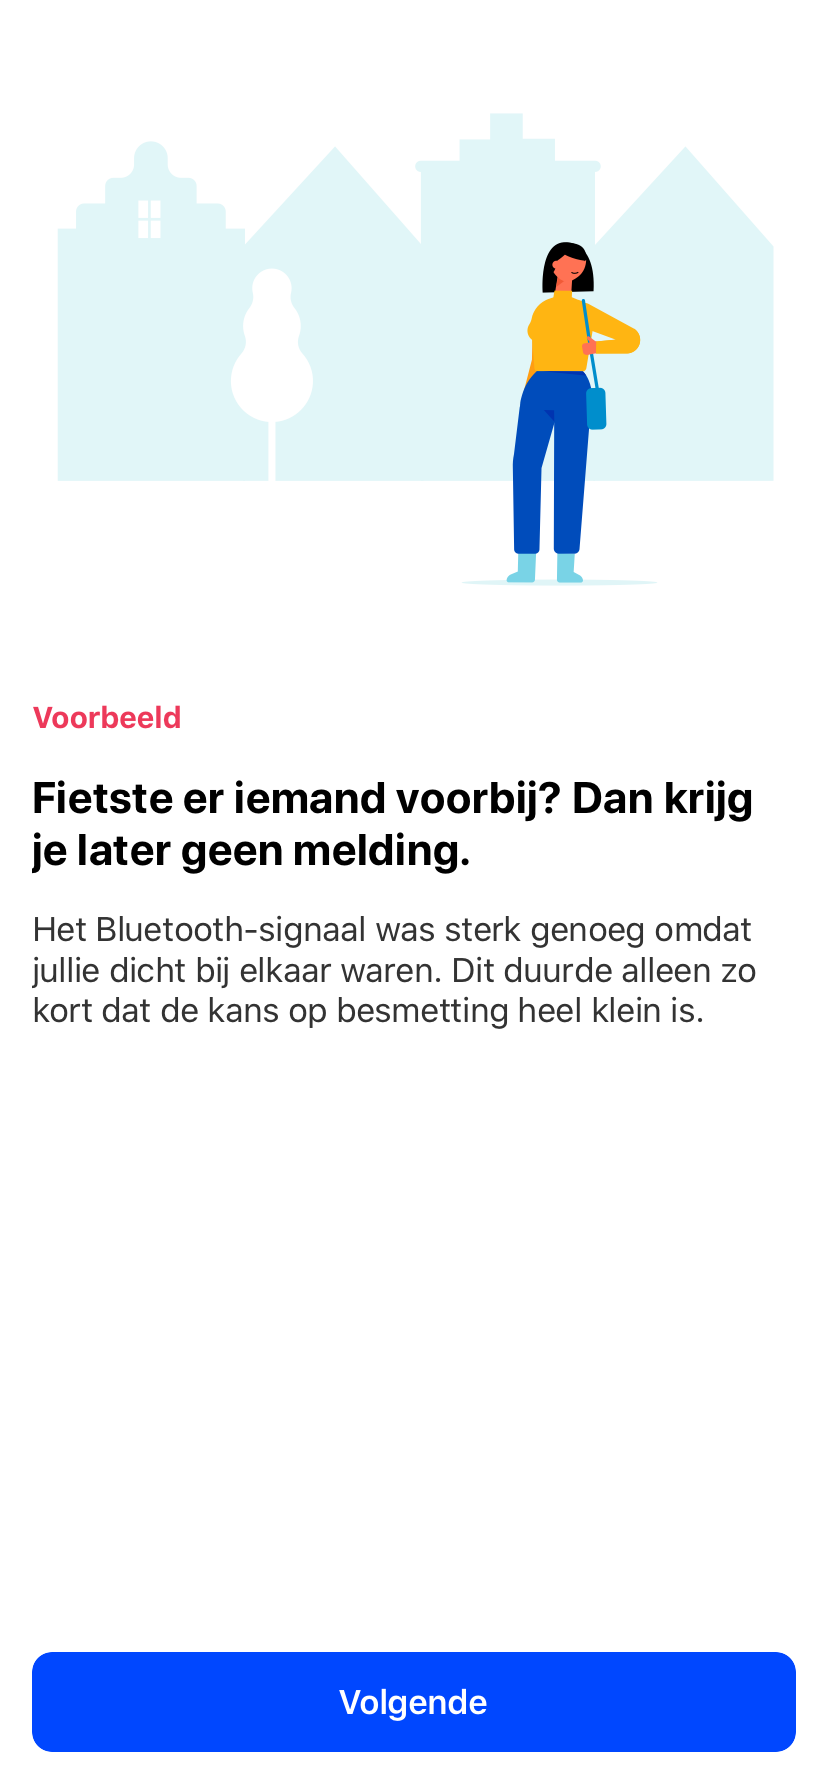 Voorbeeld
Fietste er iemand voorbij? Dan krijg
je later geen melding.
Het Bluetooth-signaal was sterk genoeg omdat
jullie dicht bij elkaar waren. Dit duurde alleen zo
kort dat de kans op besmetting heel klein is.
Volgende